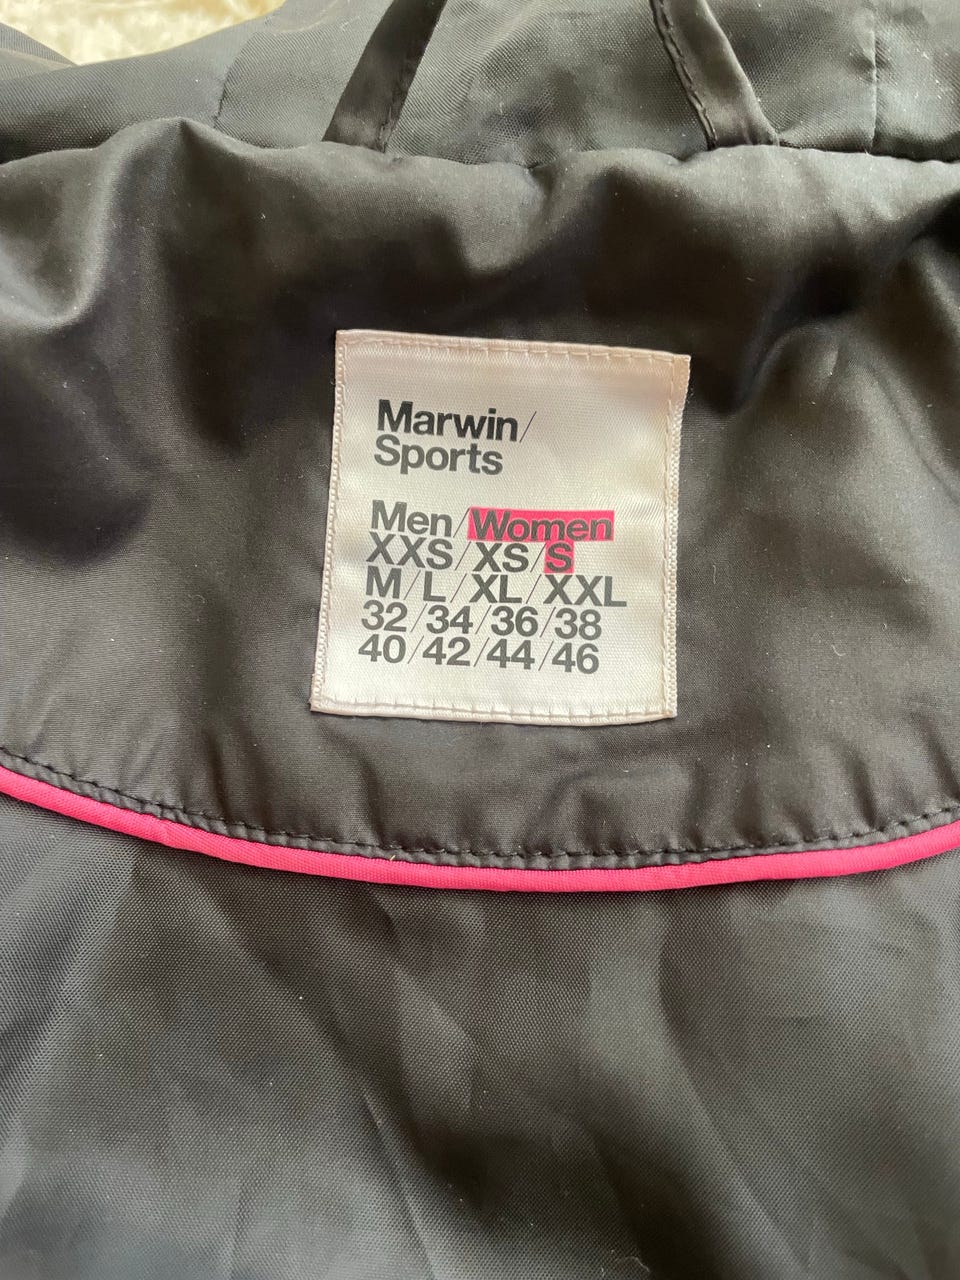 Marwin/
Sports
Men/Women
XXS/XS/S
M/L/XL/XXL
32/34/36/38
40/42/44/46